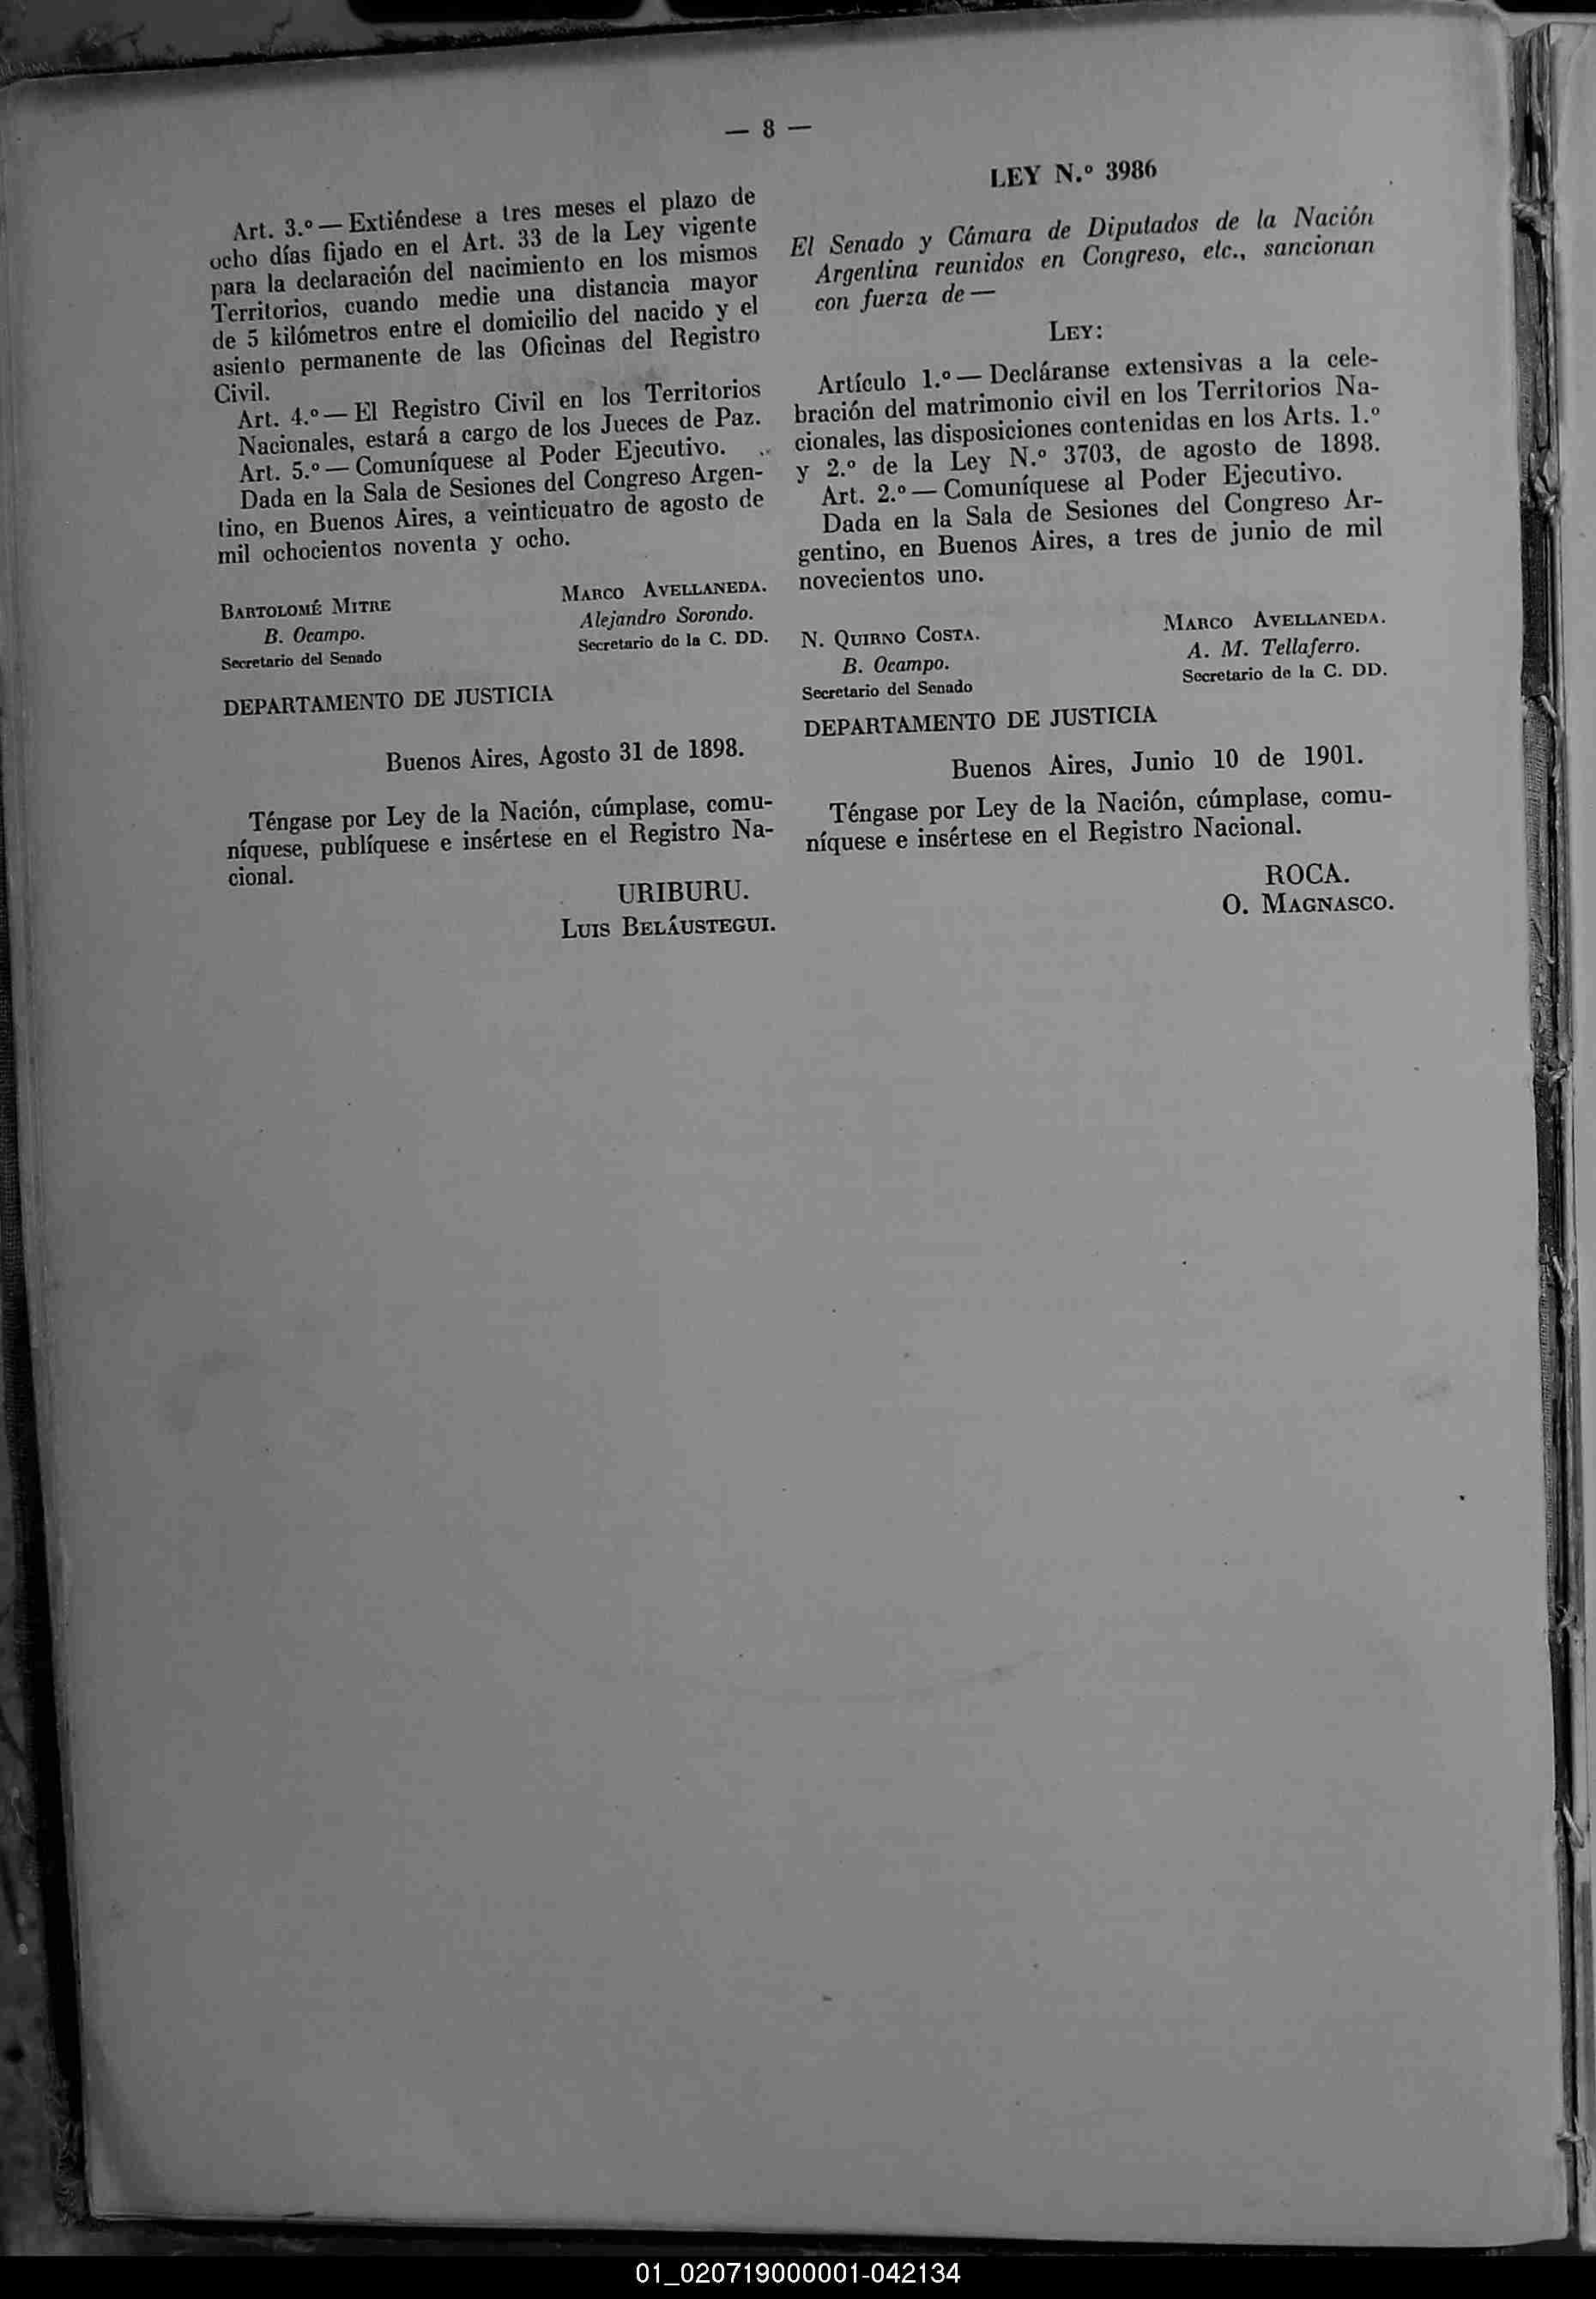 — 8 —
Art. 3.º — Extiéndese a tres meses el plazo de
ocho días fijado en el Art. 33 de la Ley vigente
para la declaración del nacimiento en los mismos
Territorios, cuando medie una distancia mayor
de 5 kilómetros entre el domicilio del nacido y el
asiento permanente de las Oficinas del Registro
Civil.
Art. 4.º — El Registro Civil en los Territorios
Nacionales, estará a cargo de los Jueces de Paz.
Art. 5.º — Comuníquese al Poder Ejecutivo.
Dada en la Sala de Sesiones del Congreso Argen-
tino, en Buenos Aires, a veinticuatro de agosto de
mil ochocientos noventa y ocho.
BARTOLOMÉ MITRE
B. Ocampo.
Secretario del Senado
MARCO AVELLANEDA.
Alejandro Sorondo.
Secretario de la C. DD.
DEPARTAMENTO DE JUSTICIA
Buenos Aires, Agosto 31 de 1898.
Téngase por Ley de la Nación, cúmplase, comu-
níquese, publíquese e insértese en el Registro Na-
cional.
URIBURU.
LUIS BELÁUSTEGUI.
LEY N.º 3986
El Senado y Cámara de Diputados de la Nación
Argentina reunidos en Congreso, etc., sancionan
con fuerza de —
LEY:
Artículo 1.º — Decláranse extensivas a la cele-
bración del matrimonio civil en los Territorios Na-
cionales, las disposiciones contenidas en los Arts. 1.º
y 2.º de la Ley N.º 3703, de agosto de 1898.
Art. 2.º — Comuníquese al Poder Ejecutivo.
Dada en la Sala de Sesiones del Congreso Ar-
gentino, en Buenos Aires, a tres de junio de mil
novecientos uno.
N. QUIRNO COSTA.
B. Ocampo.
Secretario del Senado
MARCO AVELLANEDA.
A. M. Tellaferro.
Secretario de la C. DD.
DEPARTAMENTO DE JUSTICIA
Buenos Aires, Junio 10 de 1901.
Téngase por Ley de la Nación, cúmplase, comu-
níquese e insértese en el Registro Nacional.
ROCA.
O. MAGNASCO.
01_020719000001-042134